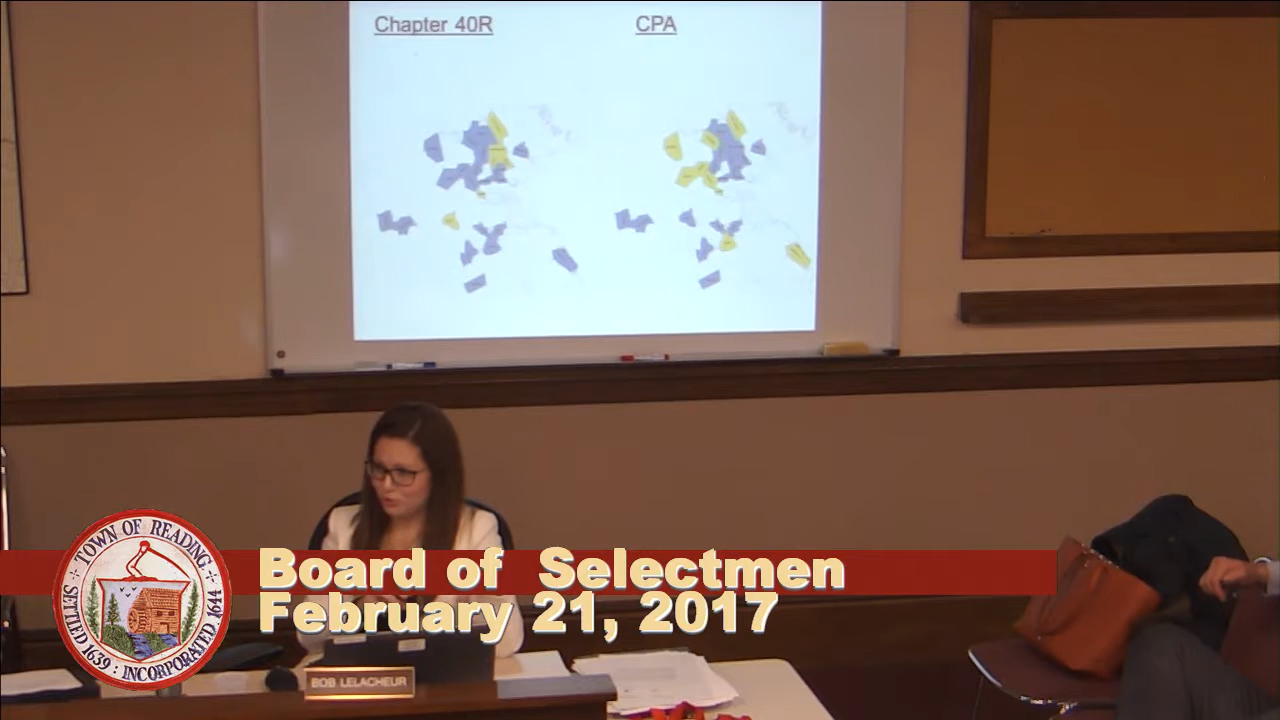 Chapter 40R
CPA
TOWN OF READING
SETTLED 1639 : INCORPORATED 1644
Board of Selectmen
February 21, 2017
BOB LELACHEUR